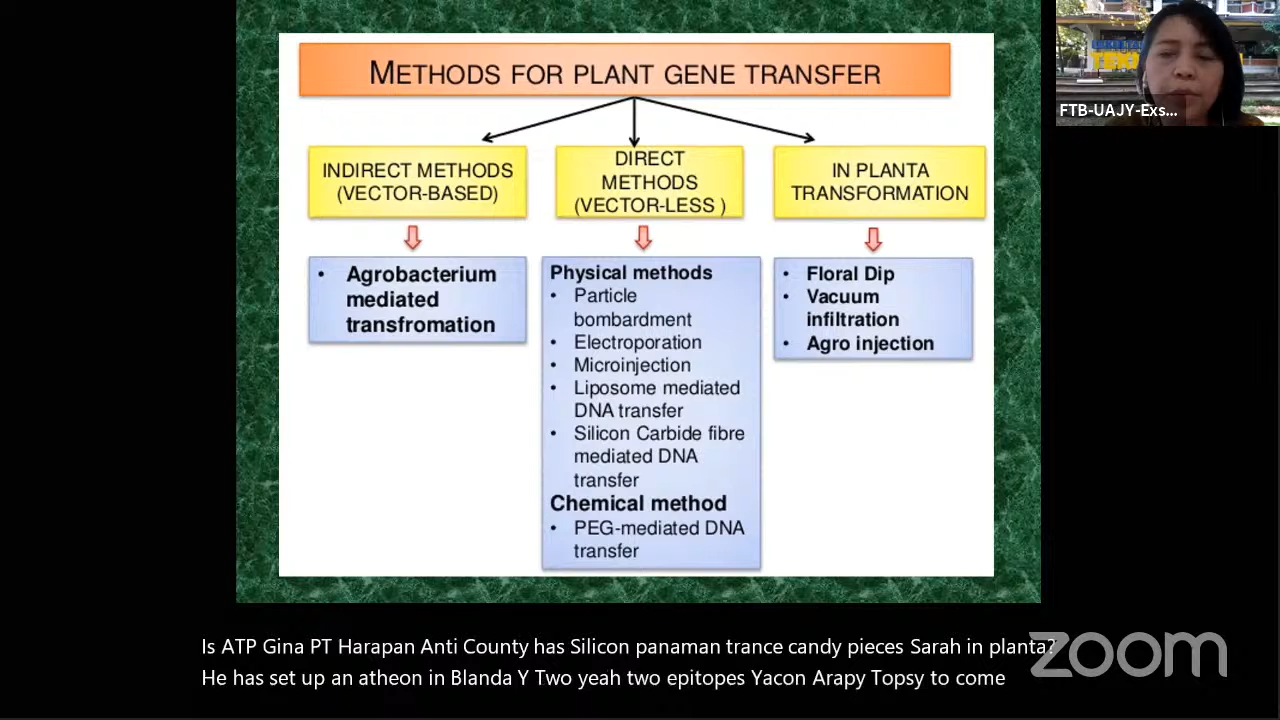 METHODS FOR PLANT GENE TRANSFER
INDIRECT METHODS
(VECTOR-BASED)
DIRECT
METHODS
(VECTOR-LESS )
IN PLANTA
TRANSFORMATION
• Agrobacterium
mediated
transfromation
Physical methods
• Particle
bombardment
• Electroporation
• Microinjection
• Liposome mediated
DNA transfer
• Silicon Carbide fibre
mediated DNA
transfer
Chemical method
• PEG-mediated DNA
transfer
• Floral Dip
• Vacuum
infiltration
• Agro injection
FTB-UAJY-Exs...
Is ATP Gina PT Harapan Anti County has Silicon panaman trance candy pieces Sarah in planta?
He has set up an atheon in Blanda Y Two yeah two epitopes Yacon Arapy Topsy to come
zoom